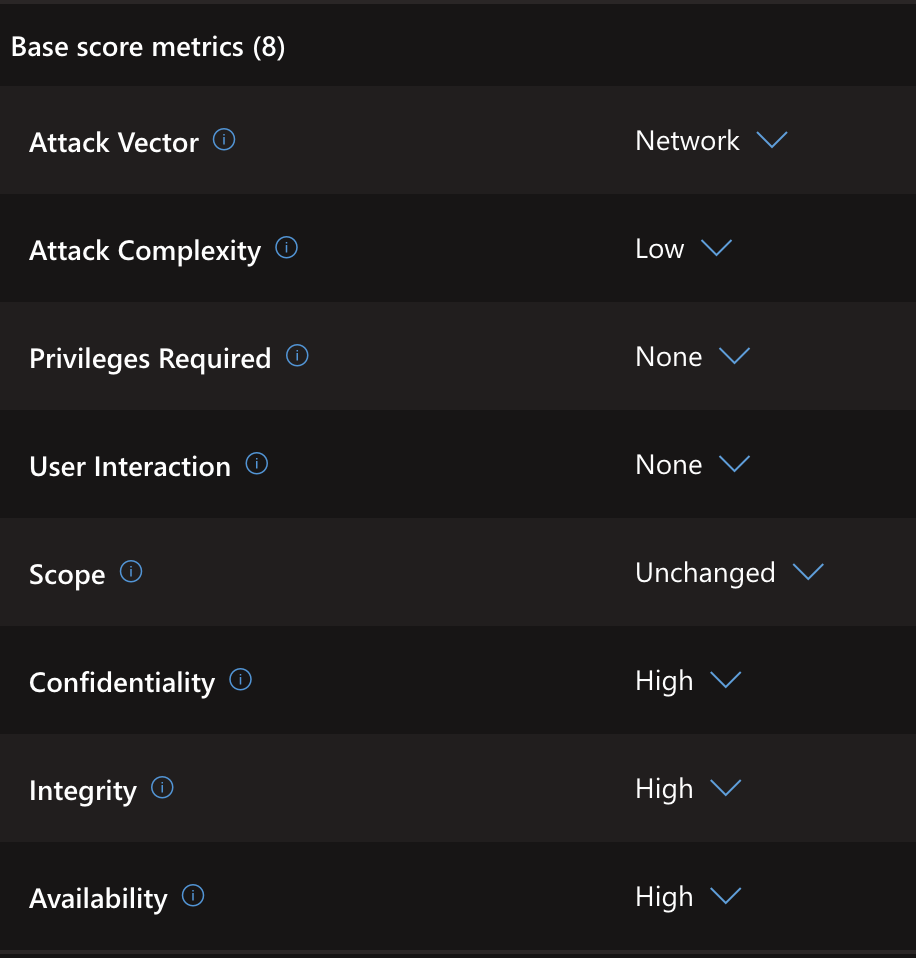 Base score metrics (8)
Attack Vector Network
Attack Complexity Low
Privileges Required None
User Interaction None
Scope Unchanged
Confidentiality High
Integrity High
Availability High